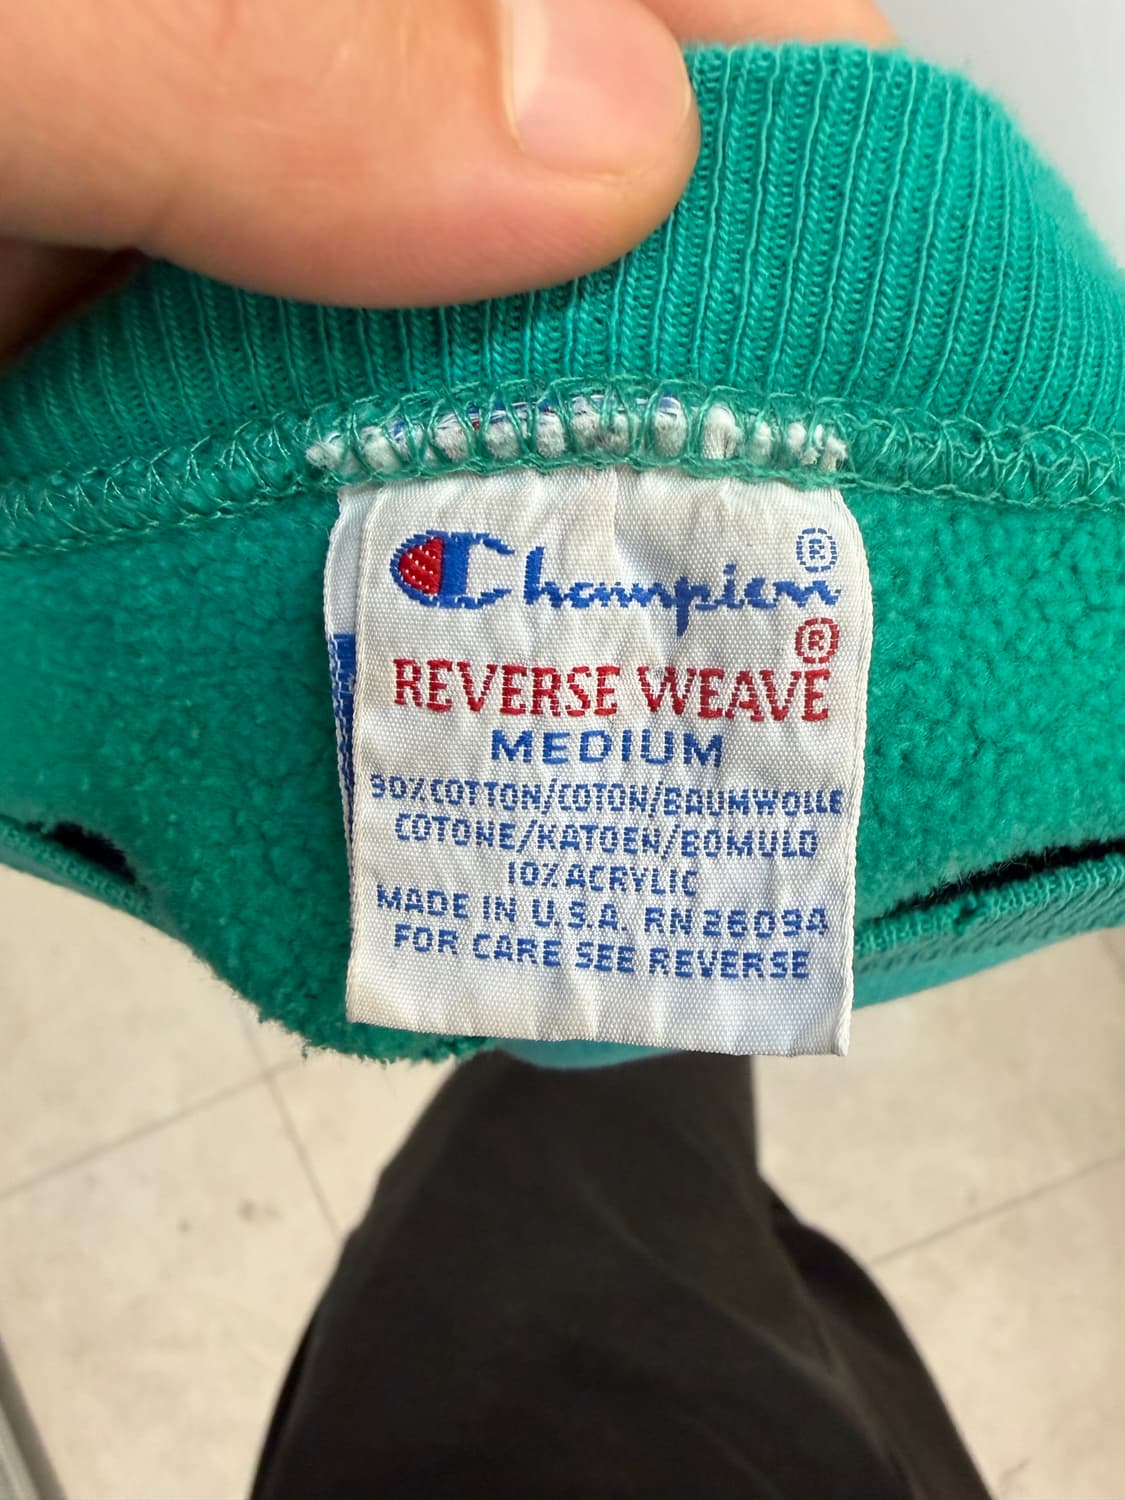 Champion ®
®
REVERSE WEAVE
MEDIUM
90% COTTON/COTON/BAUMWOLLE
COTONE/KATOEN/BOMULD
10% ACRYLIC
MADE IN U.S.A. RN 26094
FOR CARE SEE REVERSE